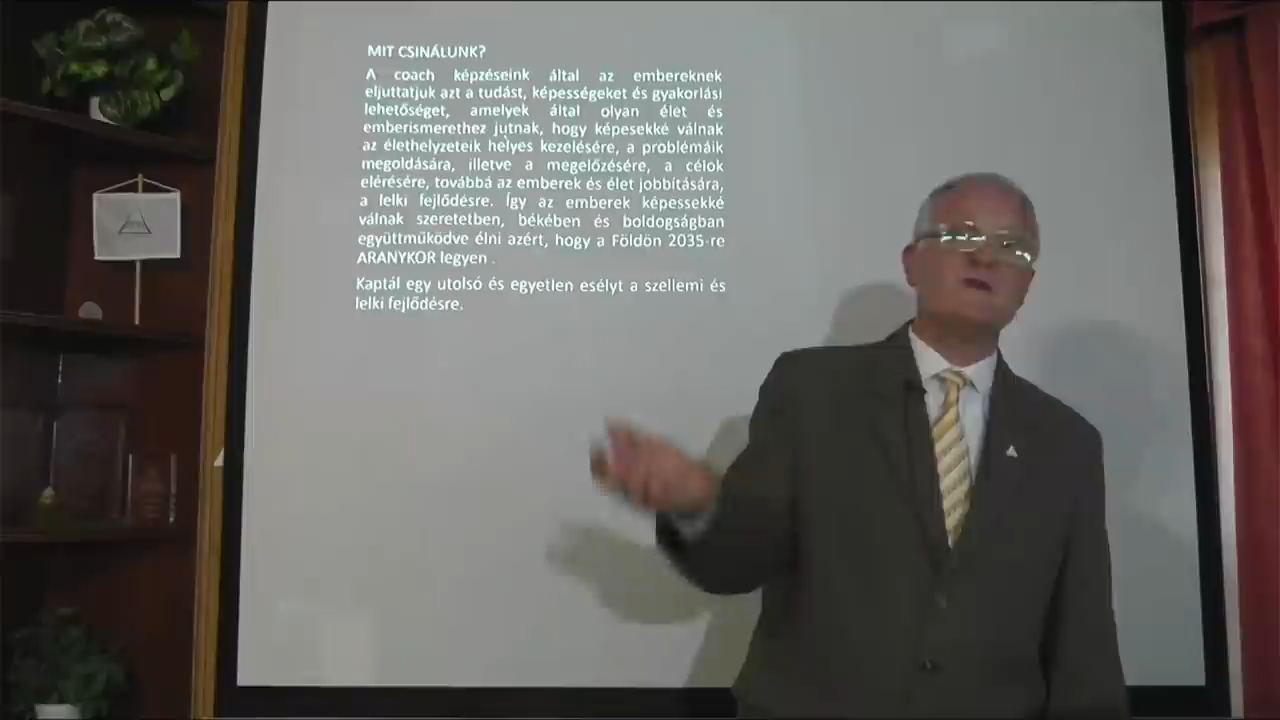 MIT CSINÁLUNK?
A coach képzéseink által az embereknek
eljuttatjuk azt a tudást, képességeket és gyakorlási
lehetőséget, amelyek által olyan élet és
emberismerethez jutnak, hogy képesekké válnak
az élethelyzeteik helyes kezelésére, a problémáik
megoldására, illetve a megelőzésére, a célok
elérésére, továbbá az emberek és élet jobbítására,
a lelki fejlődésre. Így az emberek képessekké
válnak szeretetben, békében és boldogságban
együttműködve élni azért, hogy a Földön 2035-re
ARANYKOR legyen .
Kaptál egy utolsó és egyetlen esélyt a szellemi és
lelki fejlődésre.